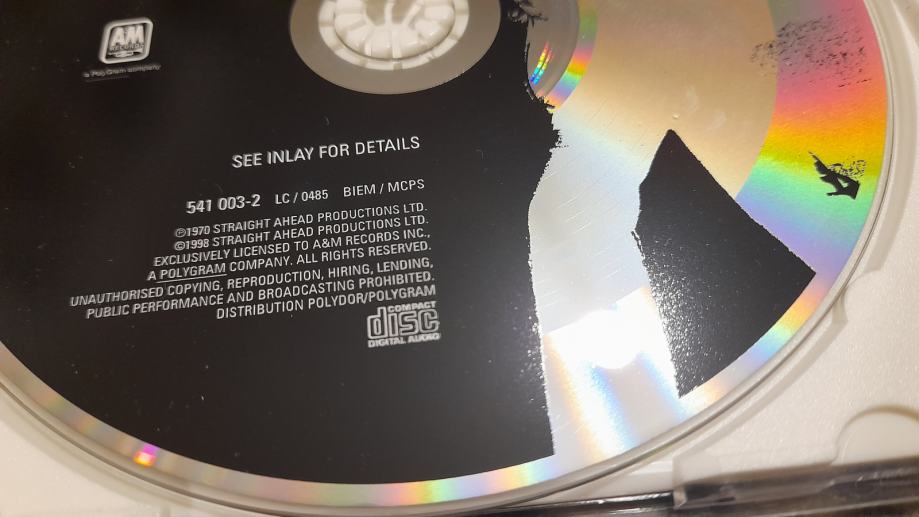 AM
RECORDS
a PolyGram company
SEE INLAY FOR DETAILS
541 003-2 LC / 0485 BIEM / MCPS
℗1970 STRAIGHT AHEAD PRODUCTIONS LTD.
©1998 STRAIGHT AHEAD PRODUCTIONS LTD.
EXCLUSIVELY LICENSED TO A&M RECORDS INC.,
A POLYGRAM COMPANY. ALL RIGHTS RESERVED.
UNAUTHORISED COPYING, REPRODUCTION, HIRING, LENDING,
PUBLIC PERFORMANCE AND BROADCASTING PROHIBITED.
DISTRIBUTION POLYDOR/POLYGRAM
COMPACT
disc
DIGITAL AUDIO